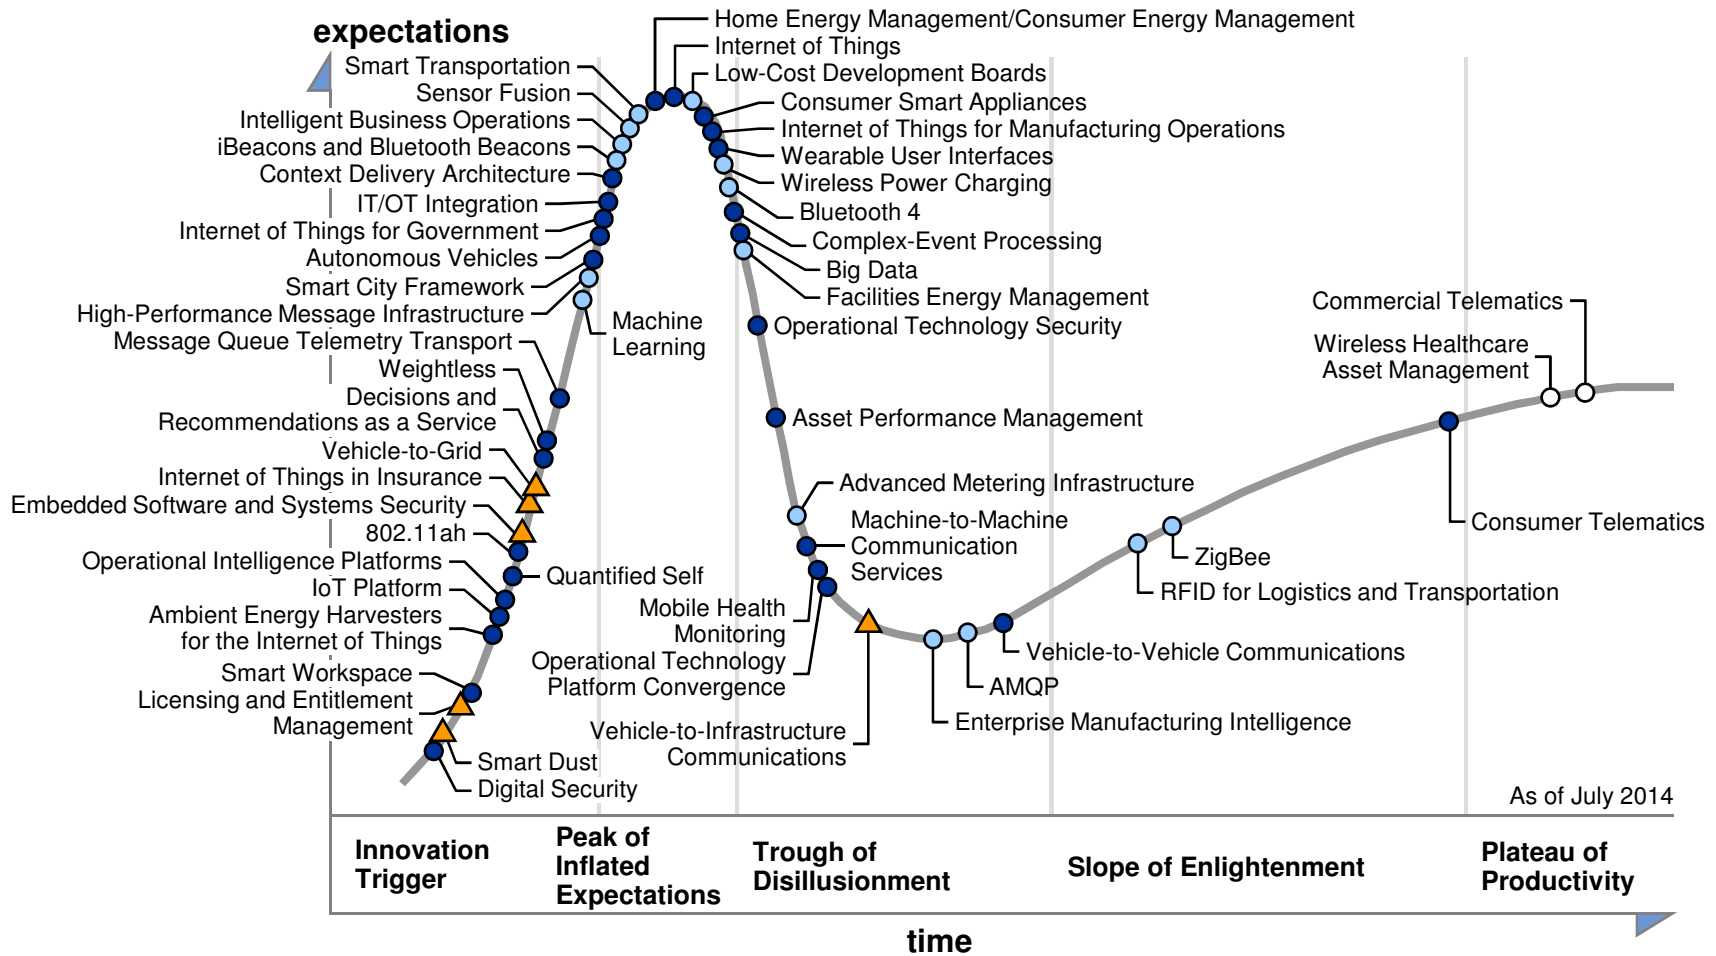 expectations
Home Energy Management/Consumer Energy Management
Internet of Things
Low-Cost Development Boards
Smart Transportation
Sensor Fusion
Intelligent Business Operations
iBeacons and Bluetooth Beacons
Context Delivery Architecture
IT/OT Integration
Internet of Things for Government
Autonomous Vehicles
Smart City Framework
High-Performance Message Infrastructure
Machine
Learning
Message Queue Telemetry Transport
Weightless
Decisions and
Recommendations as a Service
Vehicle-to-Grid
Internet of Things in Insurance
Embedded Software and Systems Security
802.11ah
Operational Intelligence Platforms
Quantified Self
IoT Platform
Ambient Energy Harvesters
for the Internet of Things
Smart Workspace
Licensing and Entitlement
Management
Smart Dust
Digital Security
Consumer Smart Appliances
Internet of Things for Manufacturing Operations
Wearable User Interfaces
Wireless Power Charging
Bluetooth 4
Complex-Event Processing
Big Data
Facilities Energy Management
Operational Technology Security
Asset Performance Management
Advanced Metering Infrastructure
Machine-to-Machine
Communication
Services
Mobile Health
Monitoring
Operational Technology
Platform Convergence
Vehicle-to-Infrastructure
Communications
Enterprise Manufacturing Intelligence
AMQP
Vehicle-to-Vehicle Communications
RFID for Logistics and Transportation
ZigBee
Consumer Telematics
Commercial Telematics
Wireless Healthcare
Asset Management
As of July 2014
Innovation
Trigger
Peak of
Inflated
Expectations
Trough of
Disillusionment
Slope of Enlightenment
Plateau of
Productivity
time